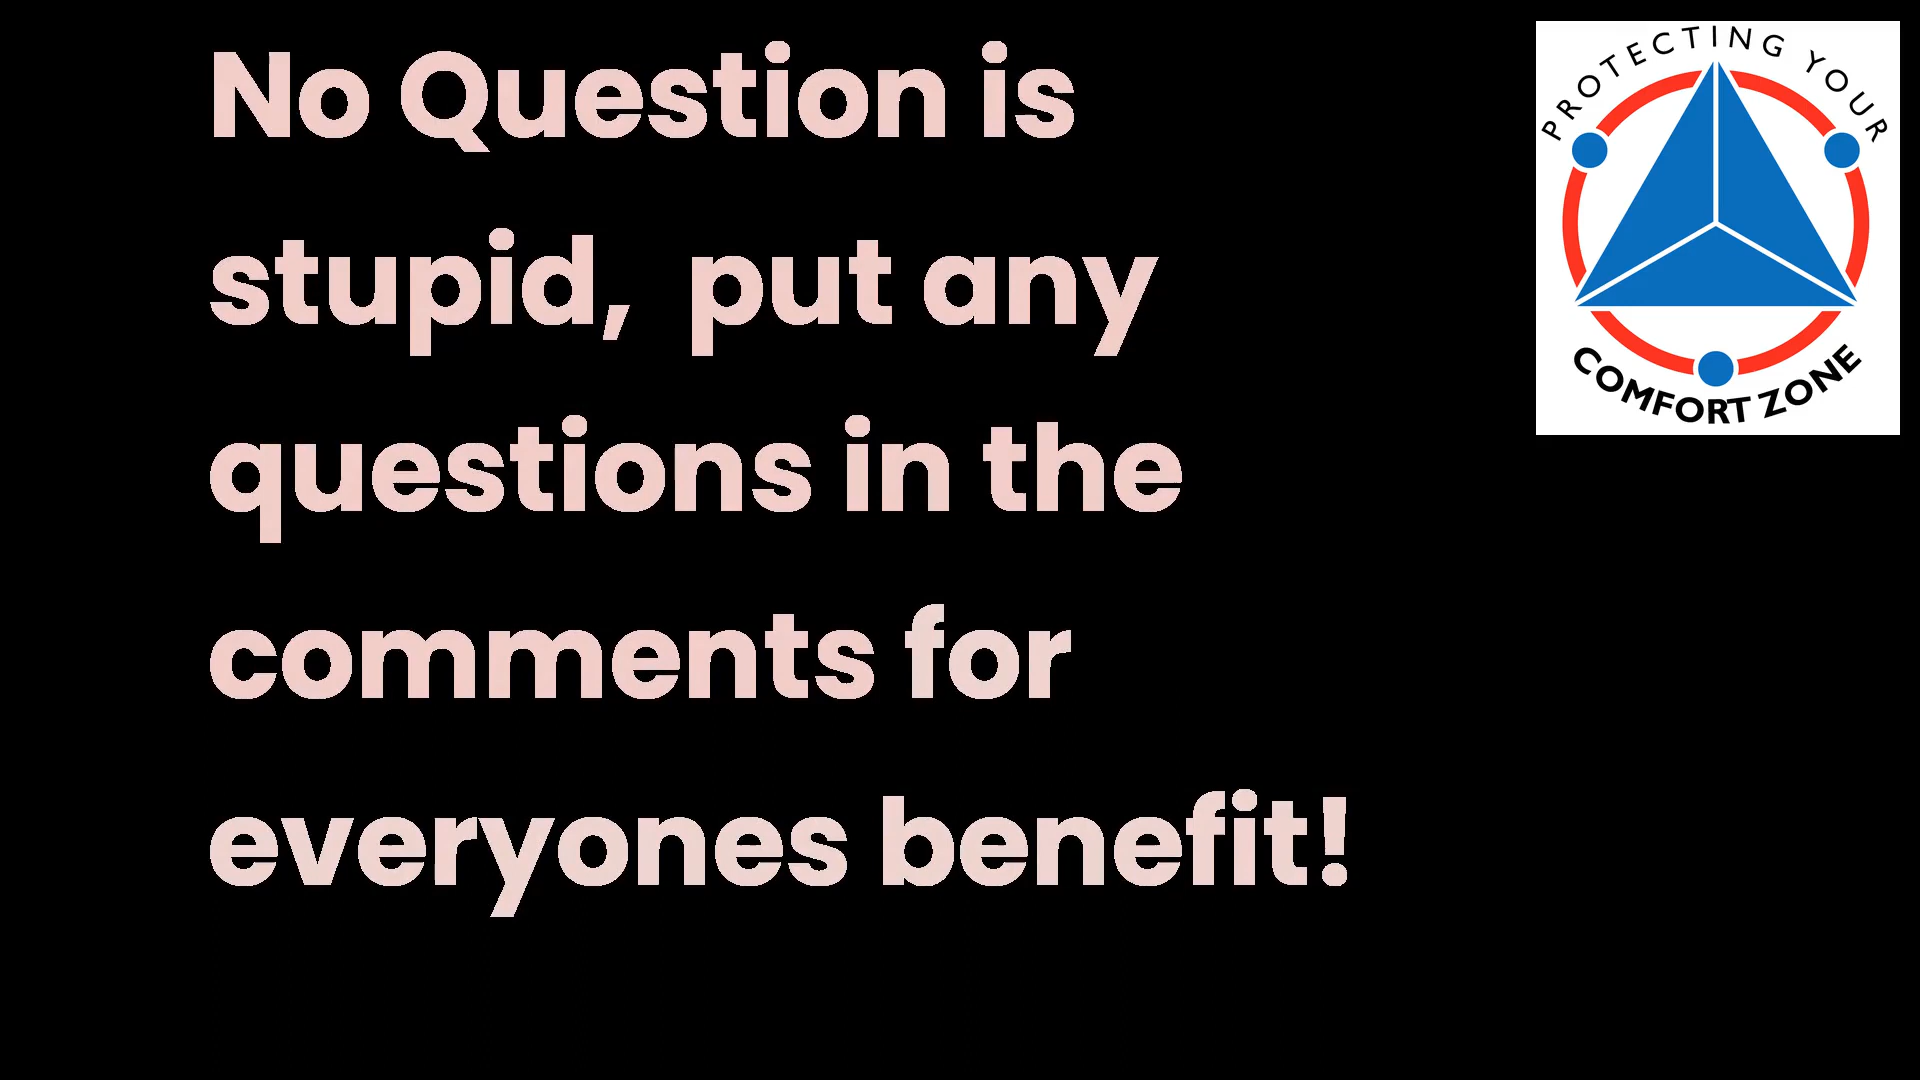 No Question is
stupid,  put any
questions in the
comments for
everyones benefit!
PROTECTING YOUR
COMFORT ZONE